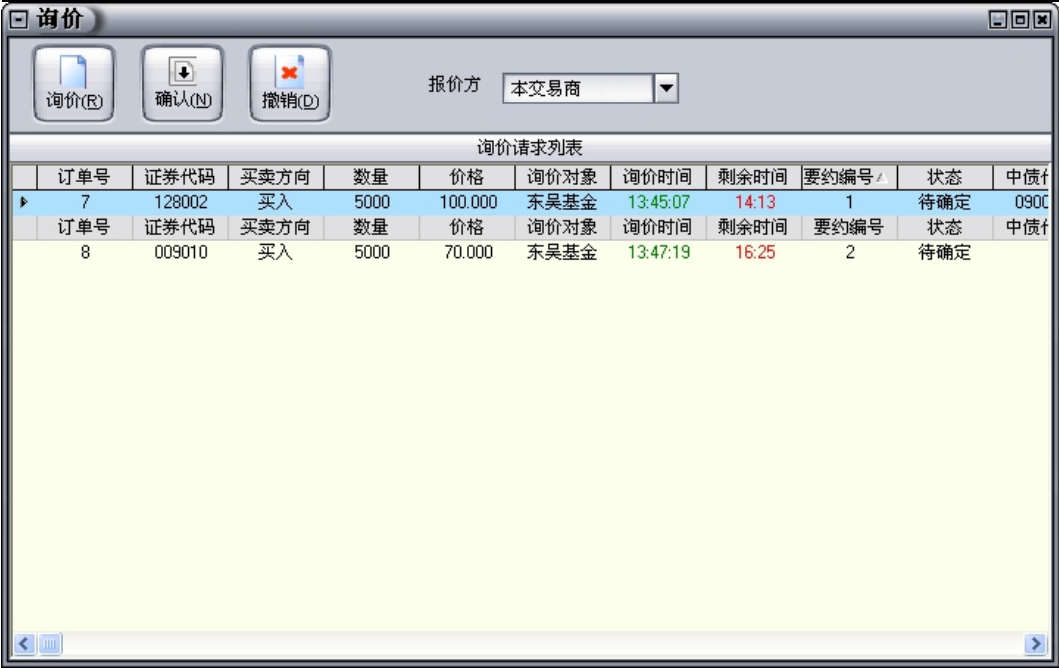 询价
询价(R) 确认(N) 撤销(D) 报价方 本交易商
询价请求列表
订单号 证券代码 买卖方向 数量 价格 询价对象 询价时间 剩余时间 要约编号 状态 中债
7 128002 买入 5000 100.000 东吴基金 13:45:07 14:13 1 待确定 090
订单号 证券代码 买卖方向 数量 价格 询价对象 询价时间 剩余时间 要约编号 状态 中债
8 009010 买入 5000 70.000 东吴基金 13:47:19 16:25 2 待确定